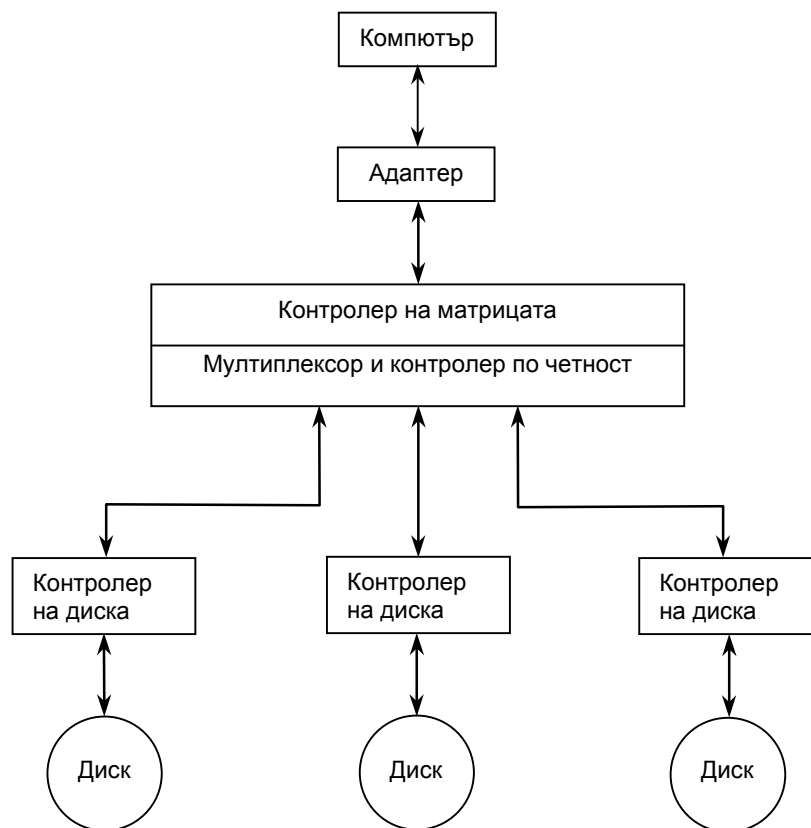 Компютър
Адаптер
Контролер на матрицата
Мултиплексор и контролер по четност
Контролер
на диска
Контролер
на диска
Контролер
на диска
Диск
Диск
Диск